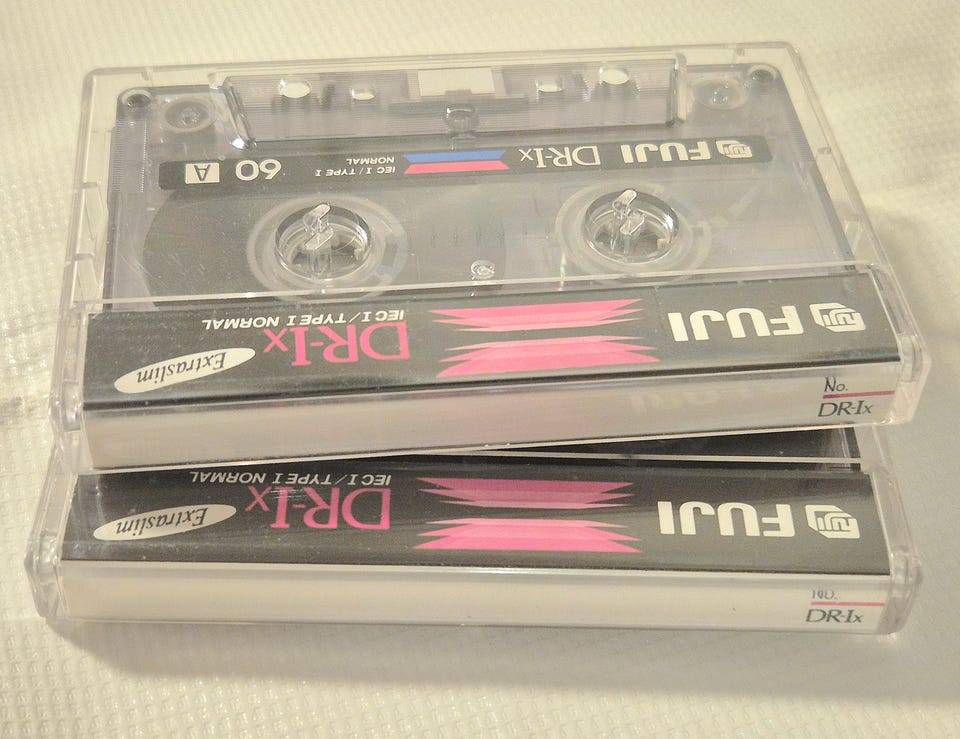 FUJI DR-Ix IEC I / TYPE I
NORMAL
60 A
FUJI
DR-Ix
IEC I / TYPE I NORMAL
Extraslim
No.
DR-Ix
FUJI
DR-Ix
IEC I / TYPE I NORMAL
Extraslim
No.
DR-Ix